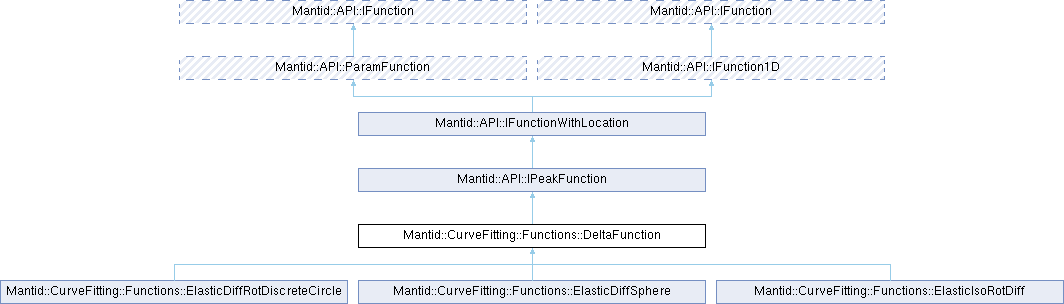 Mantid::API::IFunction
Mantid::API::IFunction
Mantid::API::ParamFunction
Mantid::API::IFunction1D
Mantid::API::IFunctionWithLocation
Mantid::API::IPeakFunction
Mantid::CurveFitting::Functions::DeltaFunction
Mantid::CurveFitting::Functions::ElasticDiffRotDiscreteCircle
Mantid::CurveFitting::Functions::ElasticDiffSphere
Mantid::CurveFitting::Functions::ElasticIsoRotDiff